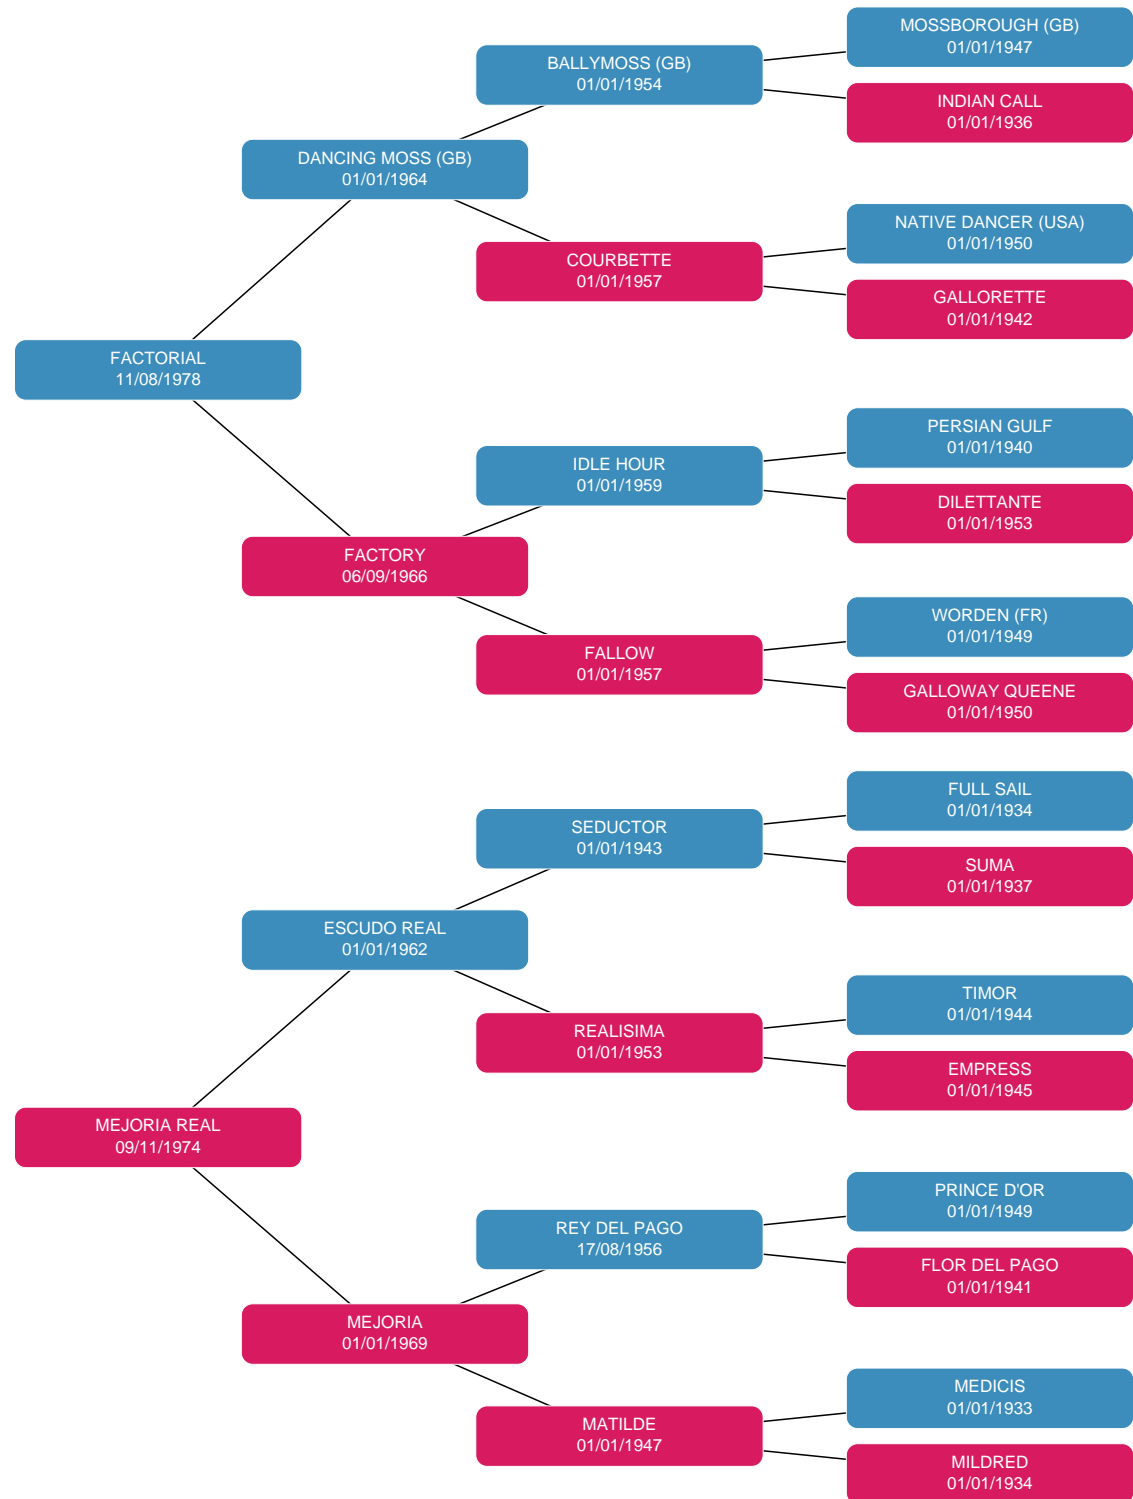 MOSSBOROUGH (GB)
01/01/1947
BALLYMOSS (GB)
01/01/1954
INDIAN CALL
01/01/1936
DANCING MOSS (GB)
01/01/1964
NATIVE DANCER (USA)
01/01/1950
COURBETTE
01/01/1957
GALLORETTE
01/01/1942
FACTORIAL
11/08/1978
PERSIAN GULF
01/01/1940
IDLE HOUR
01/01/1959
DILETTANTE
01/01/1953
FACTORY
06/09/1966
WORDEN (FR)
01/01/1949
FALLOW
01/01/1957
GALLOWAY QUEENE
01/01/1950
FULL SAIL
01/01/1934
SEDUCTOR
01/01/1943
SUMA
01/01/1937
ESCUDO REAL
01/01/1962
TIMOR
01/01/1944
REALISIMA
01/01/1953
EMPRESS
01/01/1945
MEJORIA REAL
09/11/1974
PRINCE D'OR
01/01/1949
REY DEL PAGO
17/08/1956
FLOR DEL PAGO
01/01/1941
MEJORIA
01/01/1969
MEDICIS
01/01/1933
MATILDE
01/01/1947
MILDRED
01/01/1934